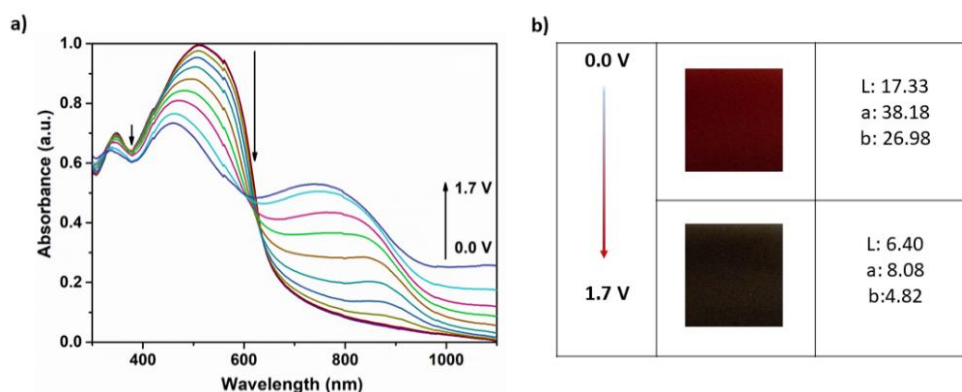 a)
1.0
0.8
0.6
0.4
0.2
0.0
Absorbance (a.u.)
400
600
800
1000
Wavelength (nm)
1.7 V
0.0 V
b)
0.0 V
1.7 V
L: 17.33
a: 38.18
b: 26.98
L: 6.40
a: 8.08
b:4.82